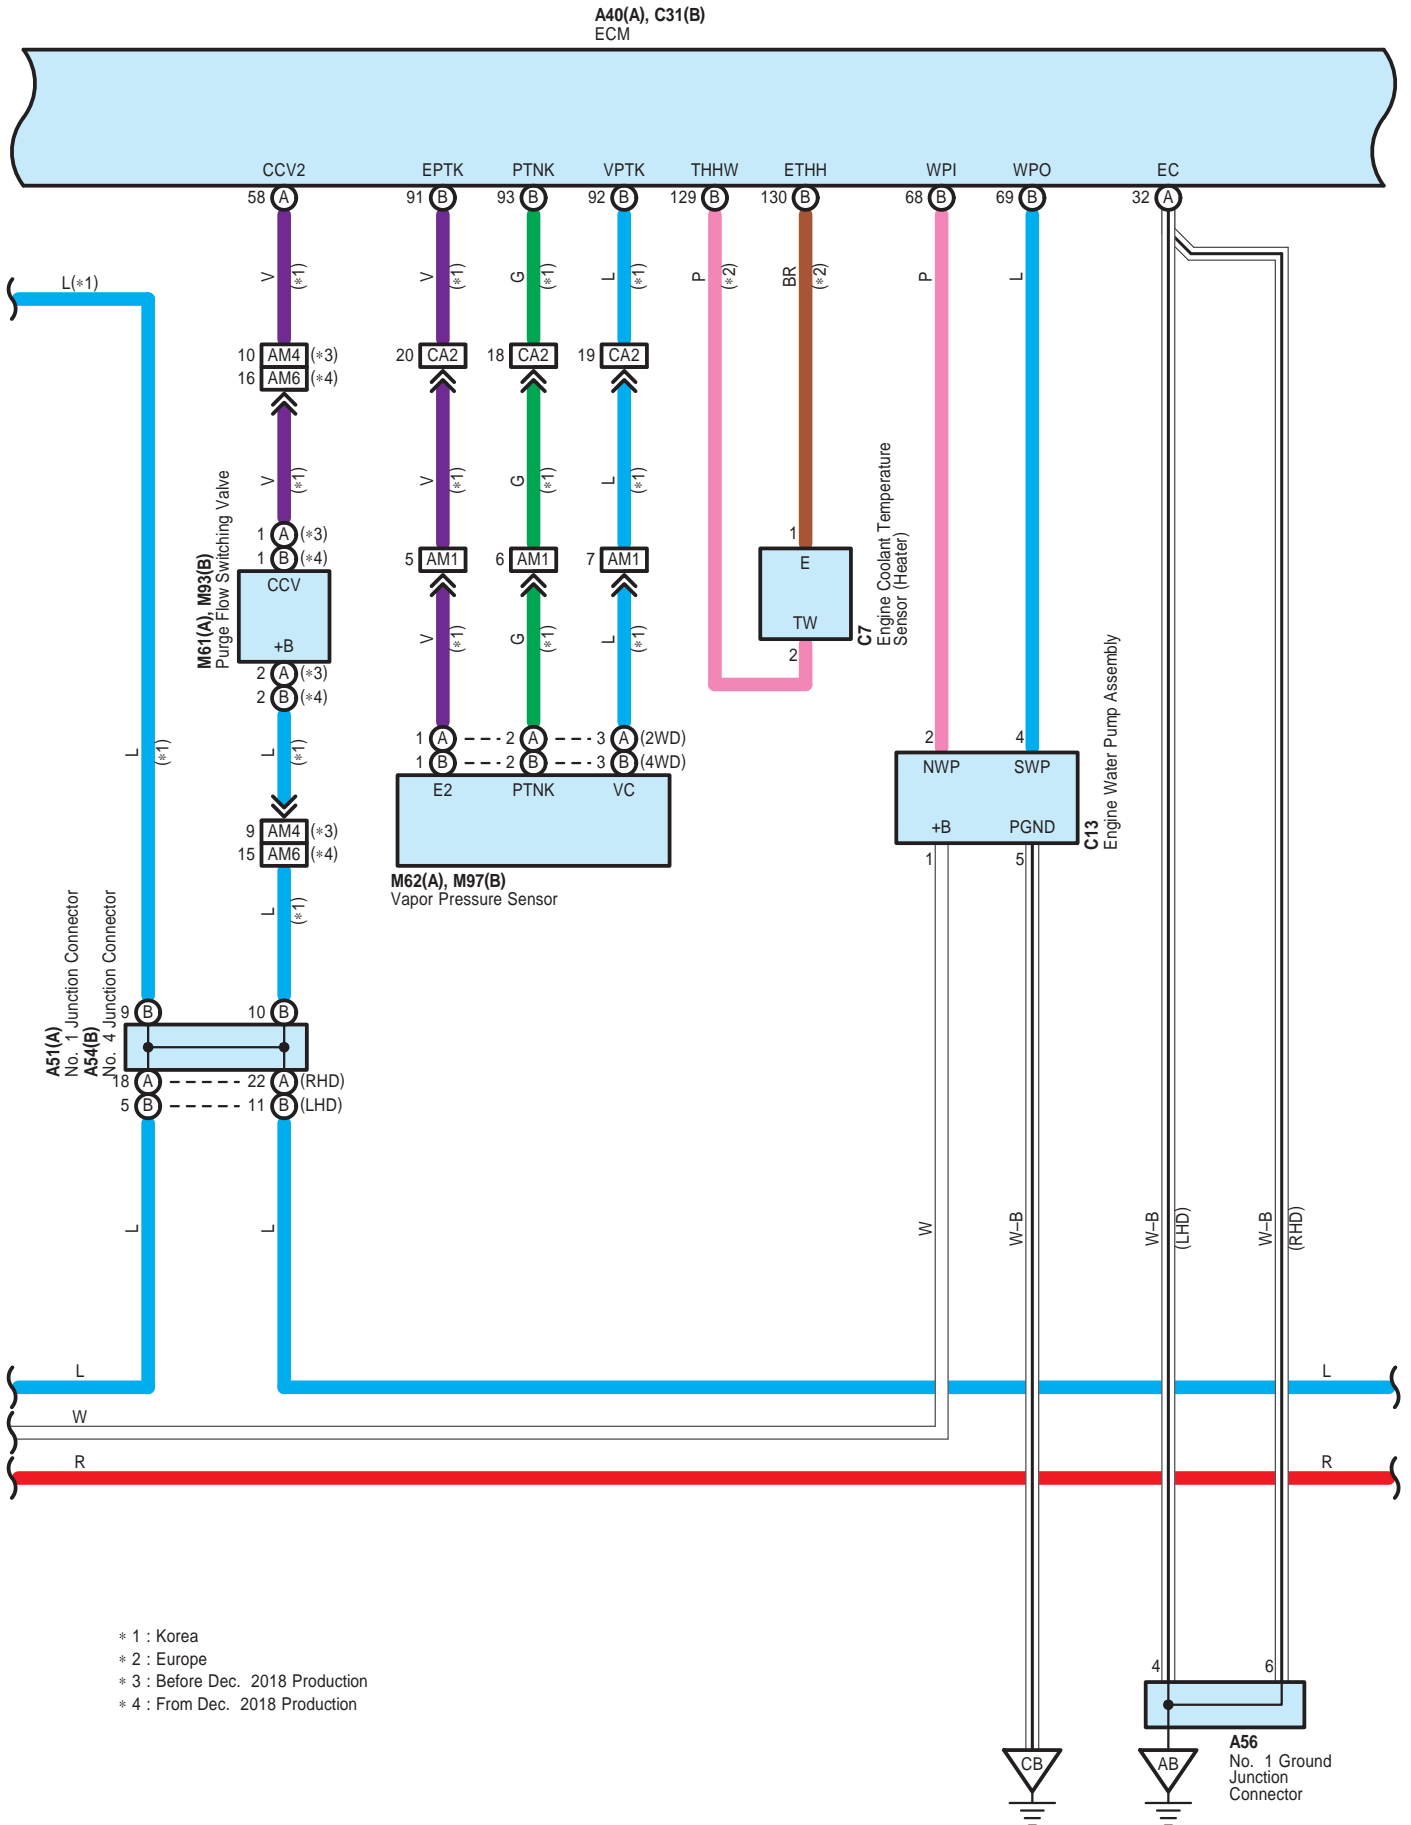 A40(A), C31(B)
ECM
CCV2 EPTK PTNK VPTK THHW ETHH WPI WPO EC
58 A 91 B 93 B 92 B 129 B 130 B 68 B 69 B 32 A
L(*1)
V (*1) V (*1) G (*1) L (*1) P (*2) BR (*2) P L
10 AM4 (*3) 20 CA2 18 CA2 19 CA2
16 AM6 (*4)
V (*1) V (*1) G (*1) L (*1)
1 A (*3)
1 B (*4)
5 AM1 6 AM1 7 AM1
M61(A), M93(B)
Purge Flow Switching Valve
CCV
+B
2 A (*3)
2 B (*4)
V (*1) G (*1) L (*1)
1
E
TW
2
C7
Engine Coolant Temperature
Sensor (Heater)
L (*1) L (*1)
1 A 2 A 3 A (2WD)
1 B 2 B 3 B (4WD)
E2 PTNK VC
M62(A), M97(B)
Vapor Pressure Sensor
2 4
NWP SWP
+B PGND
1 5
C13
Engine Water Pump Assembly
9 AM4 (*3)
15 AM6 (*4)
L (*1)
A51(A)
No. 1 Junction Connector
A54(B)
No. 4 Junction Connector
9 B 10 B
18 A 22 A (RHD)
5 B 11 B (LHD)
L L W W-B W-B (LHD) W-B (RHD)
L L
W
R R
* 1 : Korea
* 2 : Europe
* 3 : Before Dec. 2018 Production
* 4 : From Dec. 2018 Production
4 6
A56
No. 1 Ground
Junction
Connector
CB AB